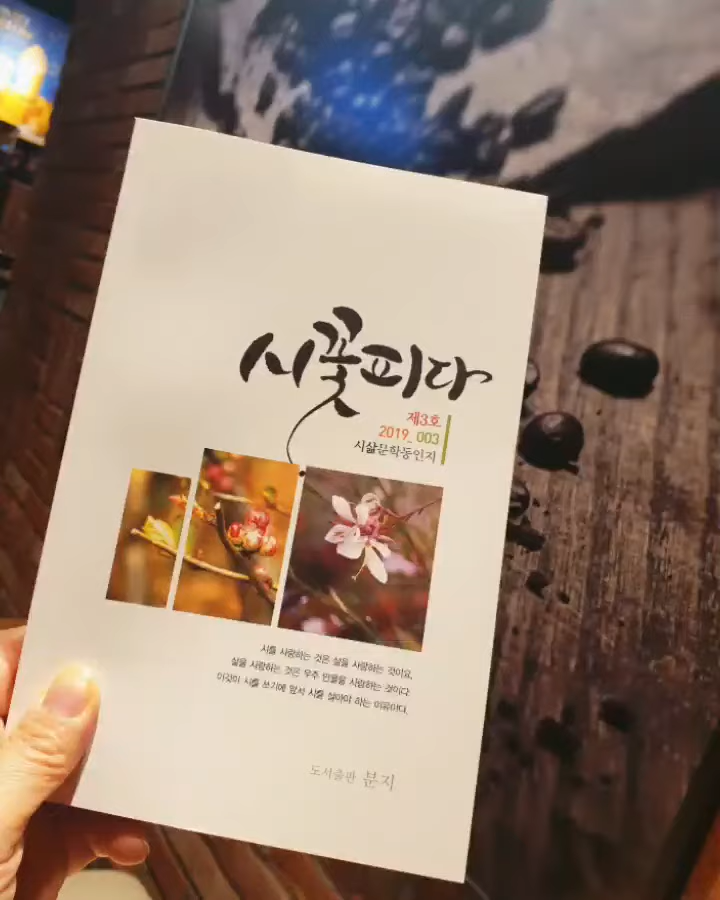 시꽃피다
제3호
2019_ 003
시삶문학동인지
시를 사랑하는 것은 삶을 사랑하는 것이요,
삶을 사랑하는 것은 우주 만물을 사랑하는 것이다
이것이 시를 쓰기에 앞서 시를 살아야 하는 이유이다.
도서출판 분지